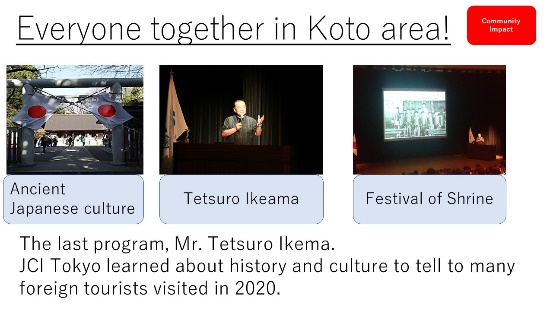 Everyone together in Koto area!
Community
Impact
Ancient
Japanese culture
Tetsuro Ikeama
Festival of Shrine
The last program, Mr. Tetsuro Ikema.
JCI Tokyo learned about history and culture to tell to many
foreign tourists visited in 2020.